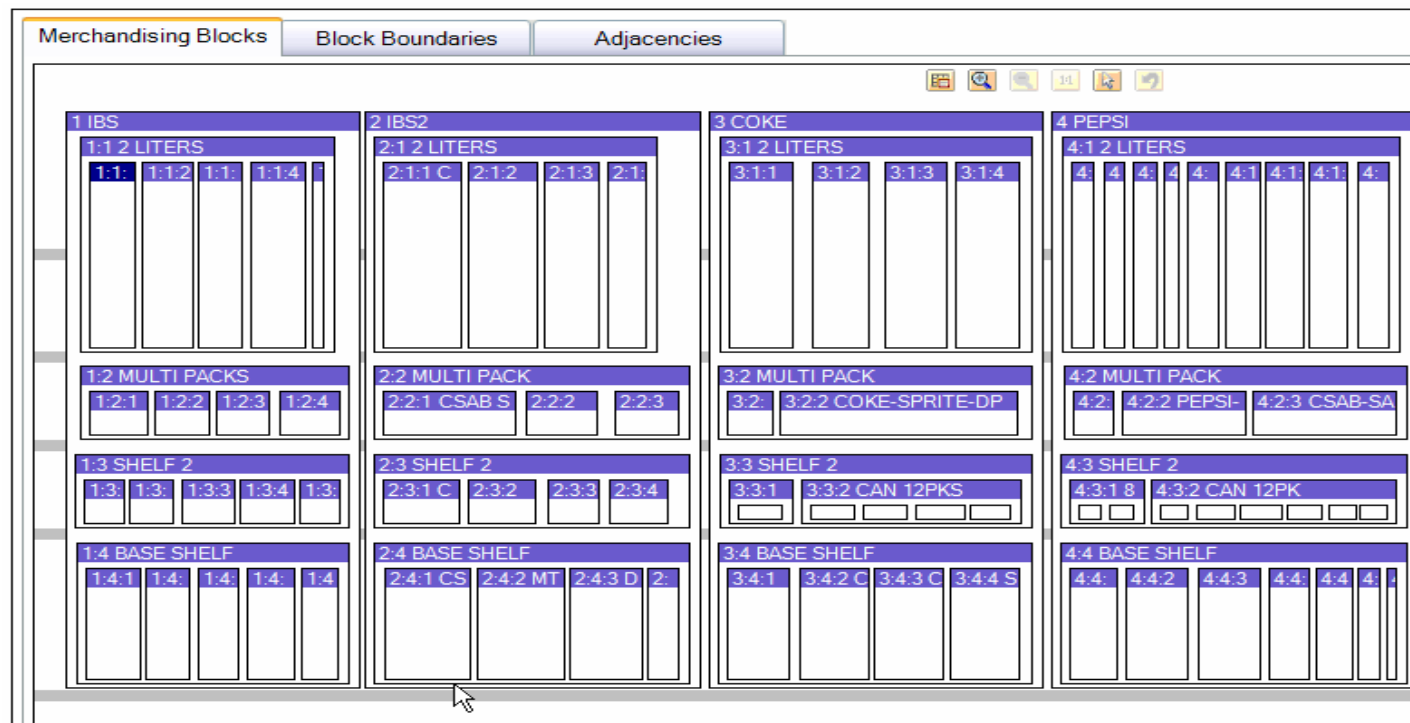 Merchandising Blocks Block Boundaries Adjacencies
1 IBS 2 IBS2 3 COKE 4 PEPSI
1:1 2 LITERS 2:1 2 LITERS 3:1 2 LITERS 4:1 2 LITERS
1:1: 1:1:2 1:1: 1:1:4 2:1:1 C 2:1:2 2:1:3 2:1: 3:1:1 3:1:2 3:1:3 3:1:4 4: 4 4: 4 4: 4:1 4:1: 4:1: 4:
1:2 MULTI PACKS 2:2 MULTI PACK 3:2 MULTI PACK 4:2 MULTI PACK
1:2:1 1:2:2 1:2:3 1:2:4 2:2:1 CSAB S 2:2:2 2:2:3 3:2: 3:2:2 COKE-SPRITE-DP 4:2: 4:2:2 PEPSI- 4:2:3 CSAB-SA
1:3 SHELF 2 2:3 SHELF 2 3:3 SHELF 2 4:3 SHELF 2
1:3: 1:3: 1:3:3 1:3:4 1:3: 2:3:1 C 2:3:2 2:3:3 2:3:4 3:3:1 3:3:2 CAN 12PKS 4:3:1 8 4:3:2 CAN 12PK
1:4 BASE SHELF 2:4 BASE SHELF 3:4 BASE SHELF 4:4 BASE SHELF
1:4:1 1:4: 1:4: 1:4: 1:4 2:4:1 CS 2:4:2 MT 2:4:3 D 2: 3:4:1 3:4:2 C 3:4:3 C 3:4:4 S 4:4: 4:4:2 4:4:3 4:4: 4:4 4: